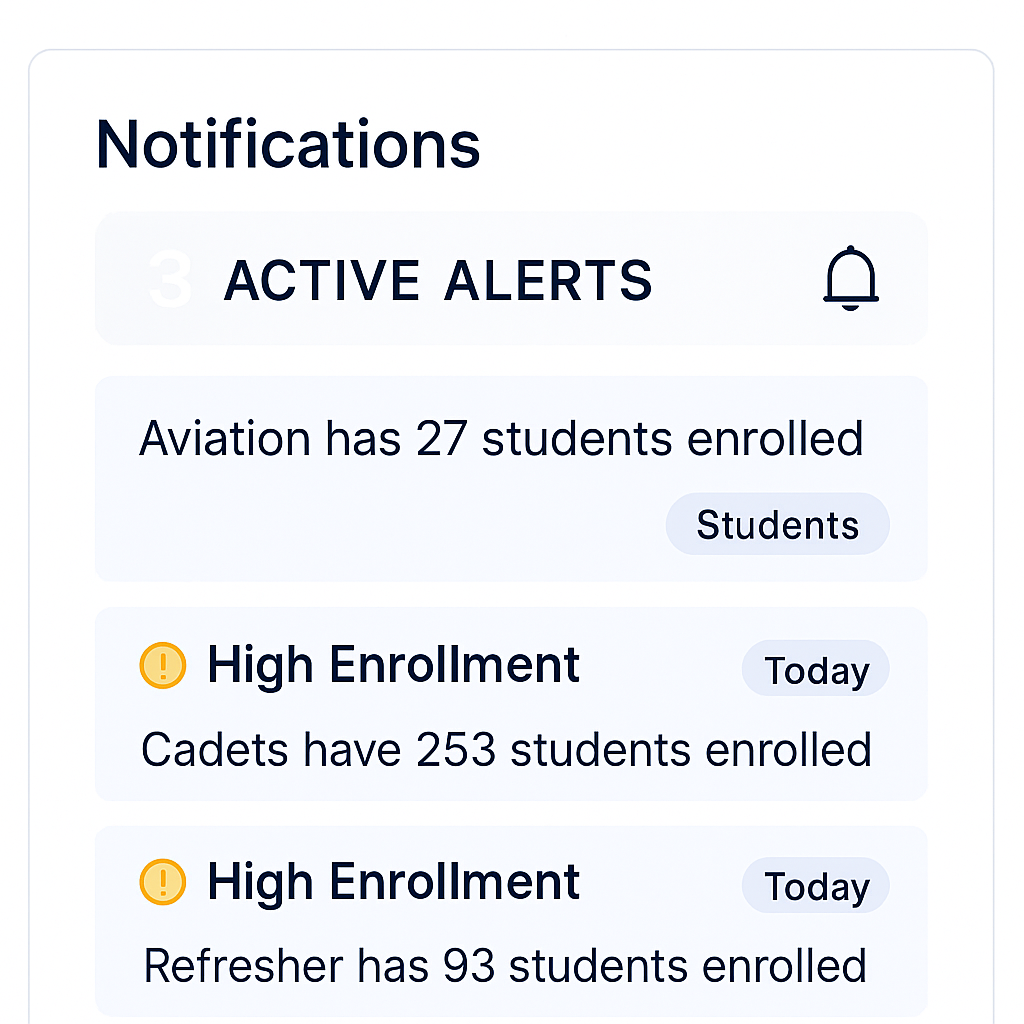 Notifications
3 ACTIVE ALERTS
Aviation has 27 students enrolled
Students
High Enrollment
Today
Cadets have 253 students enrolled
High Enrollment
Today
Refresher has 93 students enrolled